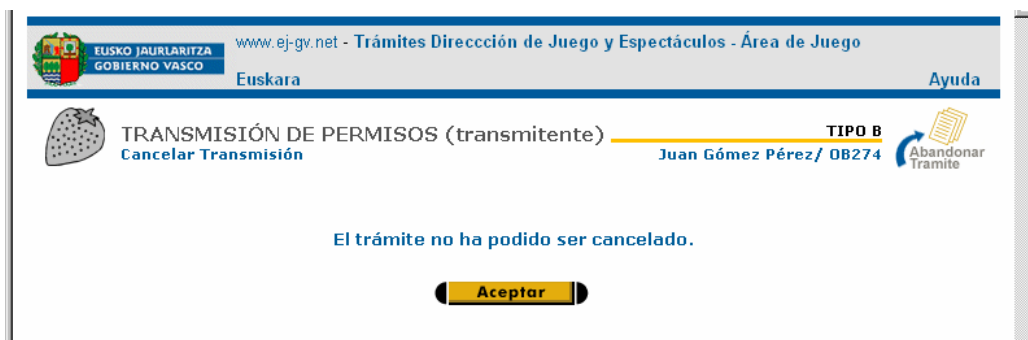 EUSKO JAURLARITZA
GOBIERNO VASCO
www.ej-gv.net - Trámites Direccción de Juego y Espectáculos - Área de Juego
Euskara
Ayuda
TRANSMISIÓN DE PERMISOS (transmitente)
TIPO B
Cancelar Transmisión
Juan Gómez Pérez/ 0B274
Abandonar
Tramite
El trámite no ha podido ser cancelado.
Aceptar